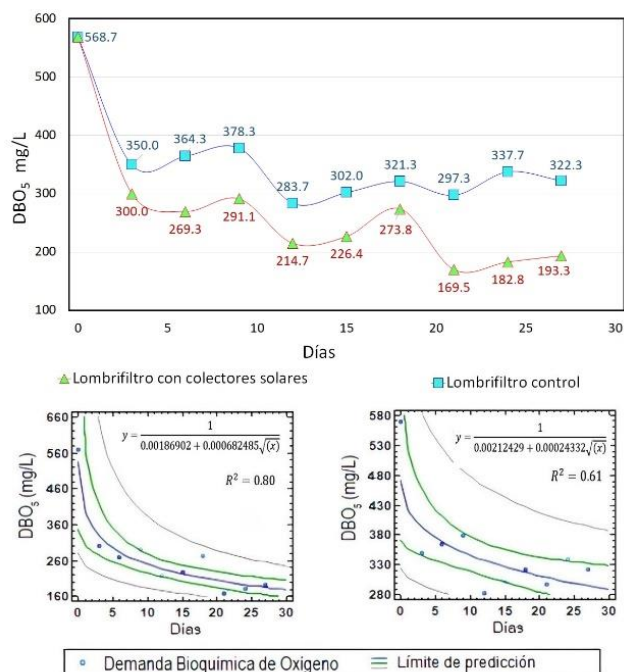 600
500
400
300
200
100
DBO₅ mg/L
568.7
350.0
364.3
378.3
283.7
302.0
321.3
297.3
337.7
322.3
300.0
269.3
291.1
214.7
226.4
273.8
169.5
182.8
193.3
0 5 10 15 20 25 30
Días
Lombrifiltro con colectores solares
Lombrifiltro control
DBO₅ (mg/L)
660
560
460
360
260
160
y = 1 / (0.00186902 + 0.000682485√(x))
R² = 0.80
0 5 10 15 20 25 30
Días
DBO₅ (mg/L)
580
530
480
430
380
330
280
y = 1 / (0.00212429 + 0.00024332√(x))
R² = 0.61
0 5 10 15 20 25 30
Días
Demanda Bioquímica de Oxígeno
Límite de predicción